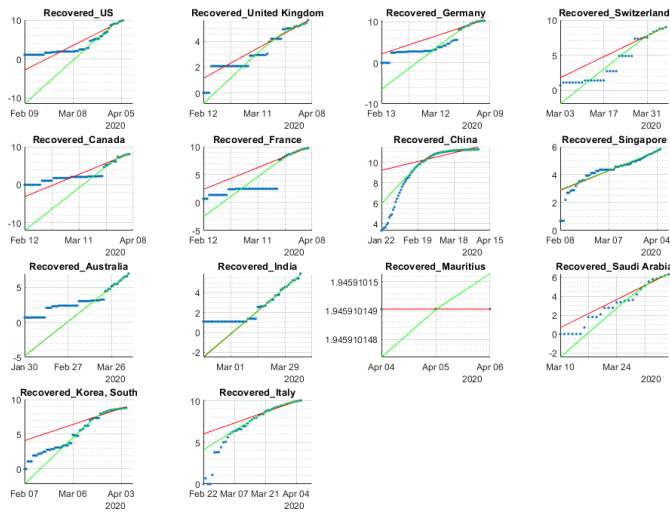 Recovered_US
10
0
-10
Feb 09
Mar 08
Apr 05
2020
Recovered_United Kingdom
4
2
0
Feb 12
Mar 11
Apr 08
2020
Recovered_Germany
10
0
-10
Feb 13
Mar 12
Apr 09
2020
Recovered_Switzerland
5
0
Mar 03
Mar 17
Mar 31
2020
Recovered_Canada
10
0
-10
Feb 12
Mar 11
Apr 08
2020
Recovered_France
10
5
0
-5
Feb 12
Mar 11
Apr 08
2020
Recovered_China
10
8
6
4
Jan 22
Feb 19
Mar 18
Apr 15
2020
Recovered_Singapore
6
4
2
0
Feb 08
Mar 07
Apr 04
2020
Recovered_Australia
5
0
-5
Jan 30
Feb 27
Mar 26
2020
Recovered_India
4
2
0
-2
Mar 01
Mar 29
2020
Recovered_Mauritius
1.94591015
1.945910149
1.945910148
Apr 04
Apr 05
Apr 06
2020
Recovered_Saudi Arabia
6
4
2
0
-2
Mar 10
Mar 24
2020
Recovered_Korea, South
10
5
0
Feb 07
Mar 06
Apr 03
2020
Recovered_Italy
10
5
0
Feb 22
Mar 07
Mar 21
Apr 04
2020